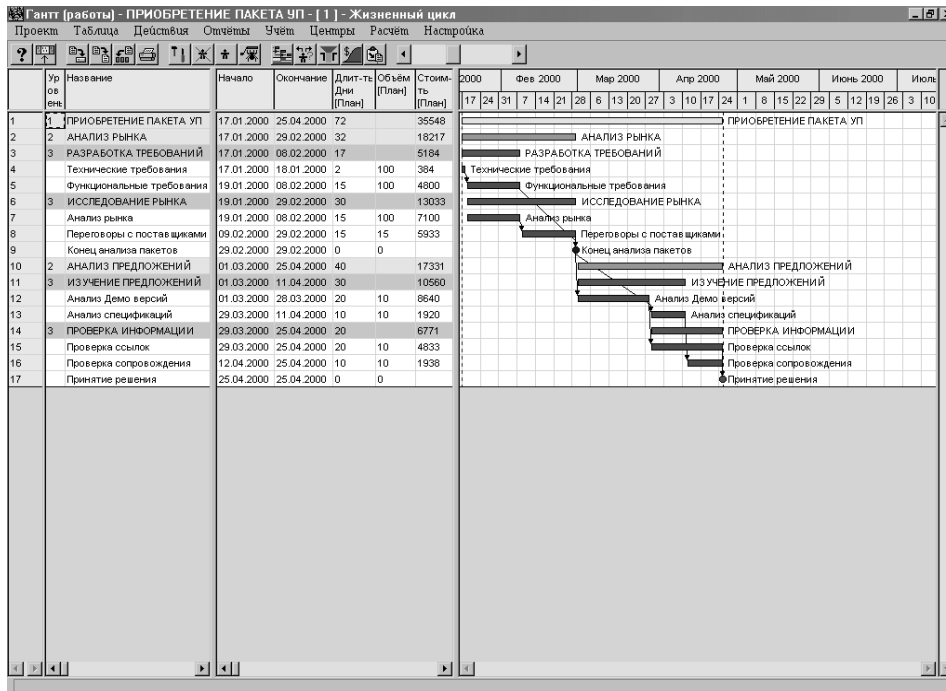 Гантт (работы) - ПРИОБРЕТЕНИЕ ПАКЕТА УП - [ 1 ] - Жизненный цикл
Проект Таблица Действия Отчёты Учёт Центры Расчёт Настройка
Уровень Название Начало Окончание Длит-ть Дни [План] Объём [План] Стоим-ть [План] 2000 Фев 2000 Мар 2000 Апр 2000 Май 2000 Июнь 2000 Июль
17 24 31 7 14 21 28 6 13 20 27 3 10 17 24 1 8 15 22 29 5 12 19 26 3 10
1 1 ПРИОБРЕТЕНИЕ ПАКЕТА УП 17.01.2000 25.04.2000 72 35548 ПРИОБРЕТЕНИЕ ПАКЕТА УП
2 2 АНАЛИЗ РЫНКА 17.01.2000 29.02.2000 32 18217 АНАЛИЗ РЫНКА
3 3 РАЗРАБОТКА ТРЕБОВАНИЙ 17.01.2000 08.02.2000 17 5184 РАЗРАБОТКА ТРЕБОВАНИЙ
4 Технические требования 17.01.2000 18.01.2000 2 100 384 Технические требования
5 Функциональные требования 19.01.2000 08.02.2000 15 100 4800 Функциональные требования
6 3 ИССЛЕДОВАНИЕ РЫНКА 19.01.2000 29.02.2000 30 13033 ИССЛЕДОВАНИЕ РЫНКА
7 Анализ рынка 19.01.2000 08.02.2000 15 100 7100 Анализ рынка
8 Переговоры с поставщиками 09.02.2000 29.02.2000 15 15 5933 Переговоры с поставщиками
9 Конец анализа пакетов 29.02.2000 29.02.2000 0 0 Конец анализа пакетов
10 2 АНАЛИЗ ПРЕДЛОЖЕНИЙ 01.03.2000 25.04.2000 40 17331 АНАЛИЗ ПРЕДЛОЖЕНИЙ
11 3 ИЗУЧЕНИЕ ПРЕДЛОЖЕНИЙ 01.03.2000 11.04.2000 30 10560 ИЗУЧЕНИЕ ПРЕДЛОЖЕНИЙ
12 Анализ Демо версий 01.03.2000 28.03.2000 20 10 8640 Анализ Демо версий
13 Анализ спецификаций 29.03.2000 11.04.2000 10 10 1920 Анализ спецификаций
14 3 ПРОВЕРКА ИНФОРМАЦИИ 29.03.2000 25.04.2000 20 6771 ПРОВЕРКА ИНФОРМАЦИИ
15 Проверка ссылок 29.03.2000 25.04.2000 20 10 4833 Проверка ссылок
16 Проверка сопровождения 12.04.2000 25.04.2000 10 10 1938 Проверка сопровождения
17 Принятие решения 25.04.2000 25.04.2000 0 0 Принятие решения